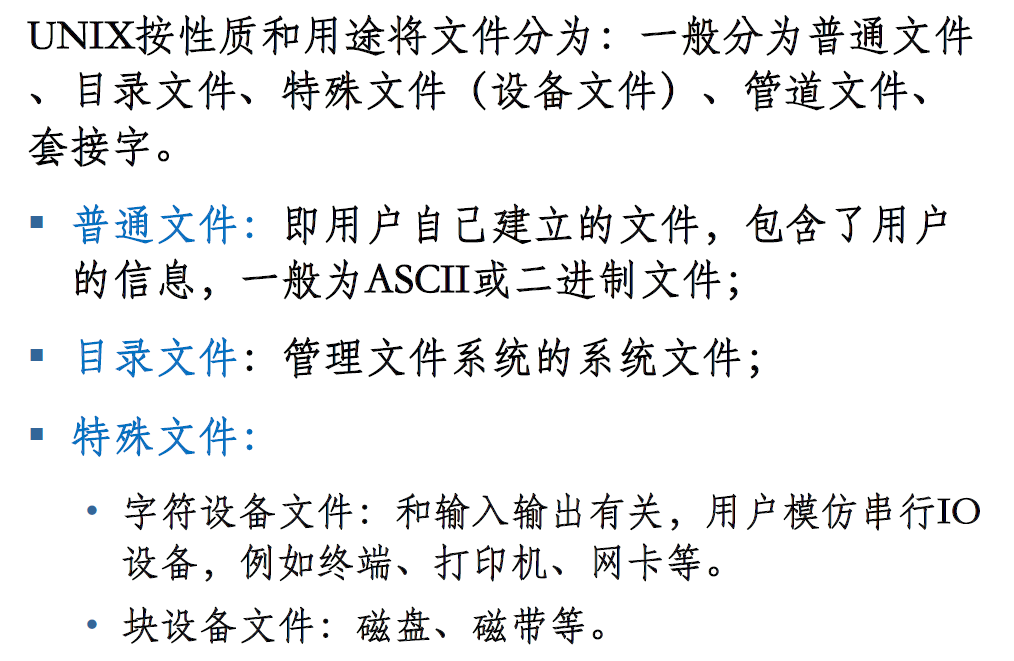 UNIX按性质和用途将文件分为：一般分为普通文件
、目录文件、特殊文件（设备文件）、管道文件、
套接字。
▪ 普通文件：即用户自己建立的文件，包含了用户
的信息，一般为ASCII或二进制文件；
▪ 目录文件：管理文件系统的系统文件；
▪ 特殊文件：
• 字符设备文件：和输入输出有关，用户模仿串行IO
设备，例如终端、打印机、网卡等。
• 块设备文件：磁盘、磁带等。